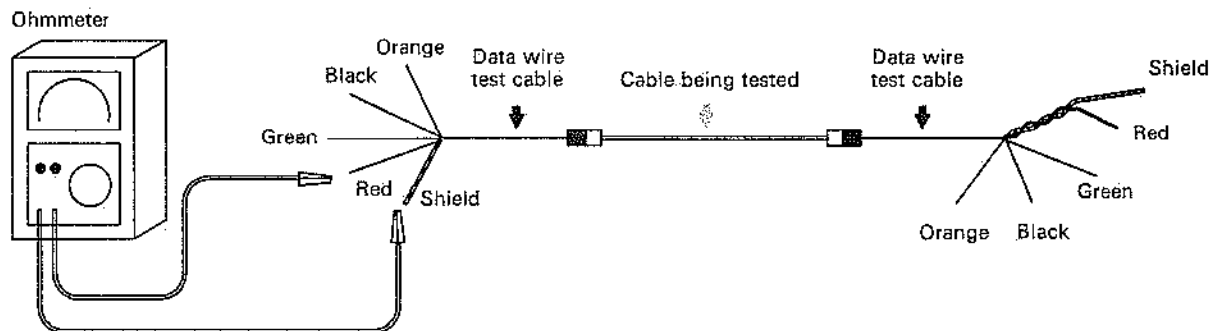 Ohmmeter
Orange
Black
Green
Red
Shield
Data wire
test cable
Cable being tested
Data wire
test cable
Shield
Red
Green
Orange
Black